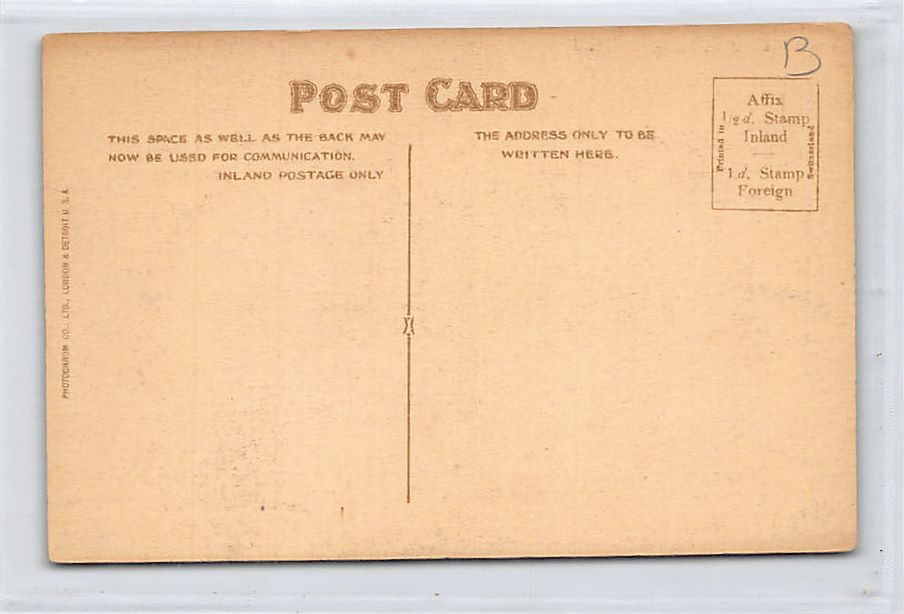 B
POST CARD
THIS SPACE AS WELL AS THE BACK MAY
NOW BE USED FOR COMMUNICATION.
INLAND POSTAGE ONLY
THE ADDRESS ONLY TO BE
WRITTEN HERE.
Affix
1/2 d. Stamp
Inland
1 d. Stamp
Foreign
Printed in
Switzerland
PHOTOCHROM CO., LTD., LONDON & DETROIT U.S.A.